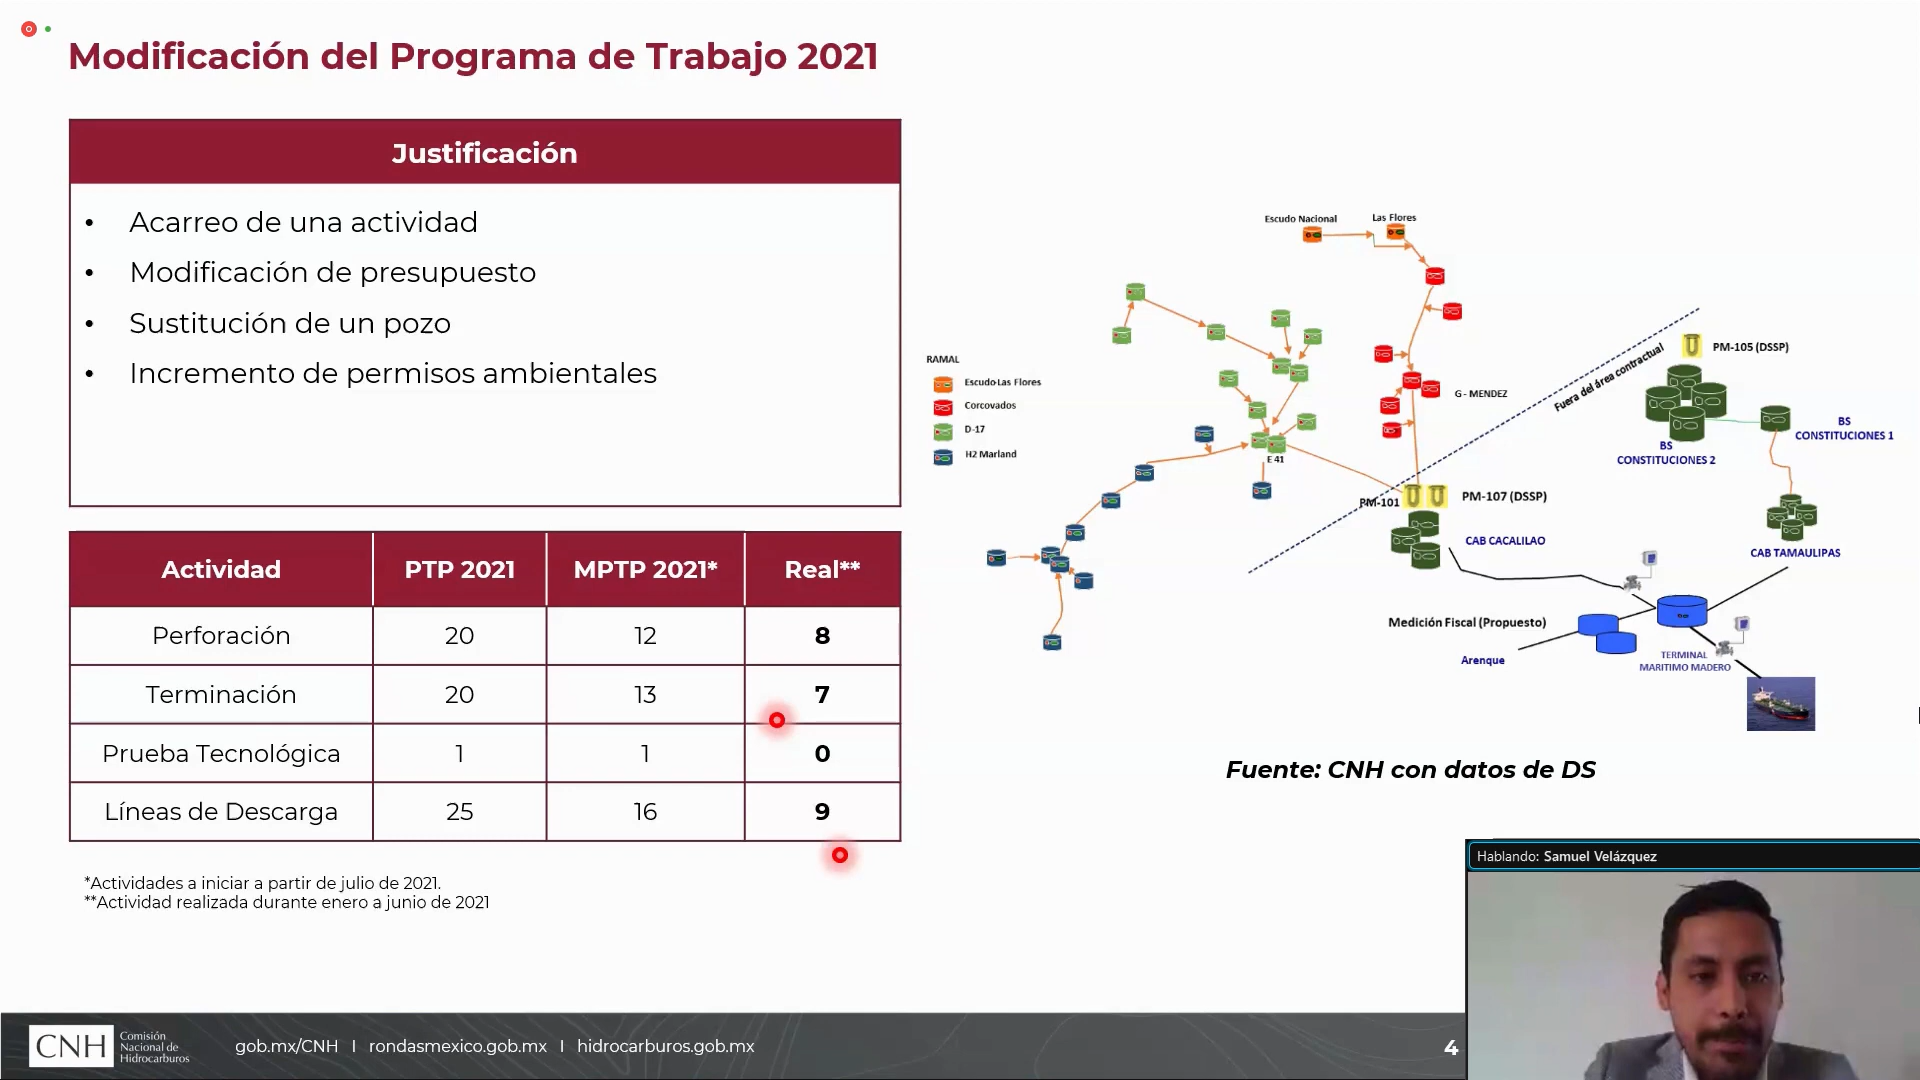 Modificación del Programa de Trabajo 2021
Justificación
• Acarreo de una actividad
• Modificación de presupuesto
• Sustitución de un pozo
• Incremento de permisos ambientales
Actividad PTP 2021 MPTP 2021* Real**
Perforación 20 12 8
Terminación 20 13 7
Prueba Tecnológica 1 1 0
Líneas de Descarga 25 16 9
*Actividades a iniciar a partir de julio de 2021.
**Actividad realizada durante enero a junio de 2021
Escudo Nacional
Las Flores
RAMAL
Escudo Las Flores
Corcovados
D-17
H2 Marland
G - MENDEZ
E 41
Fuera del área contractual
PM-105 (DSSP)
BS
CONSTITUCIONES 1
BS
CONSTITUCIONES 2
PM-101
PM-107 (DSSP)
CAB CACALILAO
CAB TAMAULIPAS
Medición Fiscal (Propuesto)
Arenque
TERMINAL
MARITIMO MADERO
Fuente: CNH con datos de DS
Hablando: Samuel Velázquez
CNH
Comisión
Nacional de
Hidrocarburos
gob.mx/CNH I rondasmexico.gob.mx I hidrocarburos.gob.mx
4